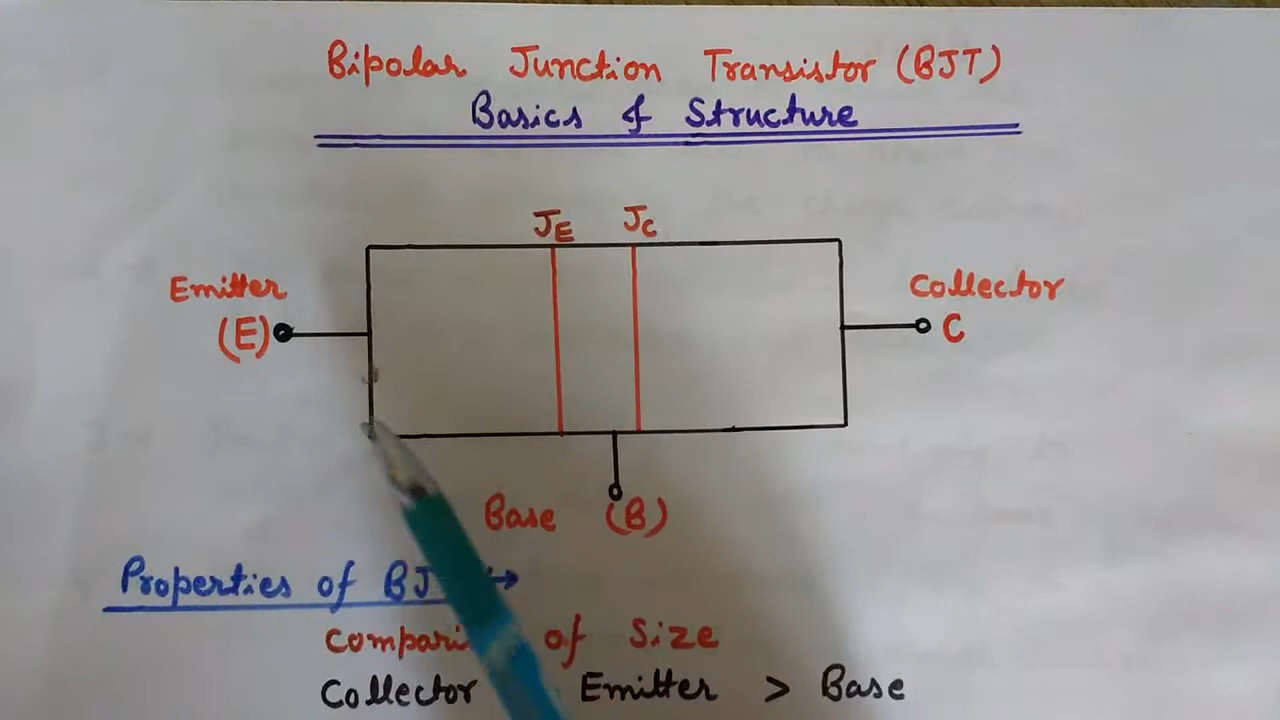 Bipolar Junction Transistor (BJT)
Basics & Structure
JE JC
Emitter
(E)
Collector
C
Base (B)
Properties of BJ →
of Size
Collector Emitter > Base